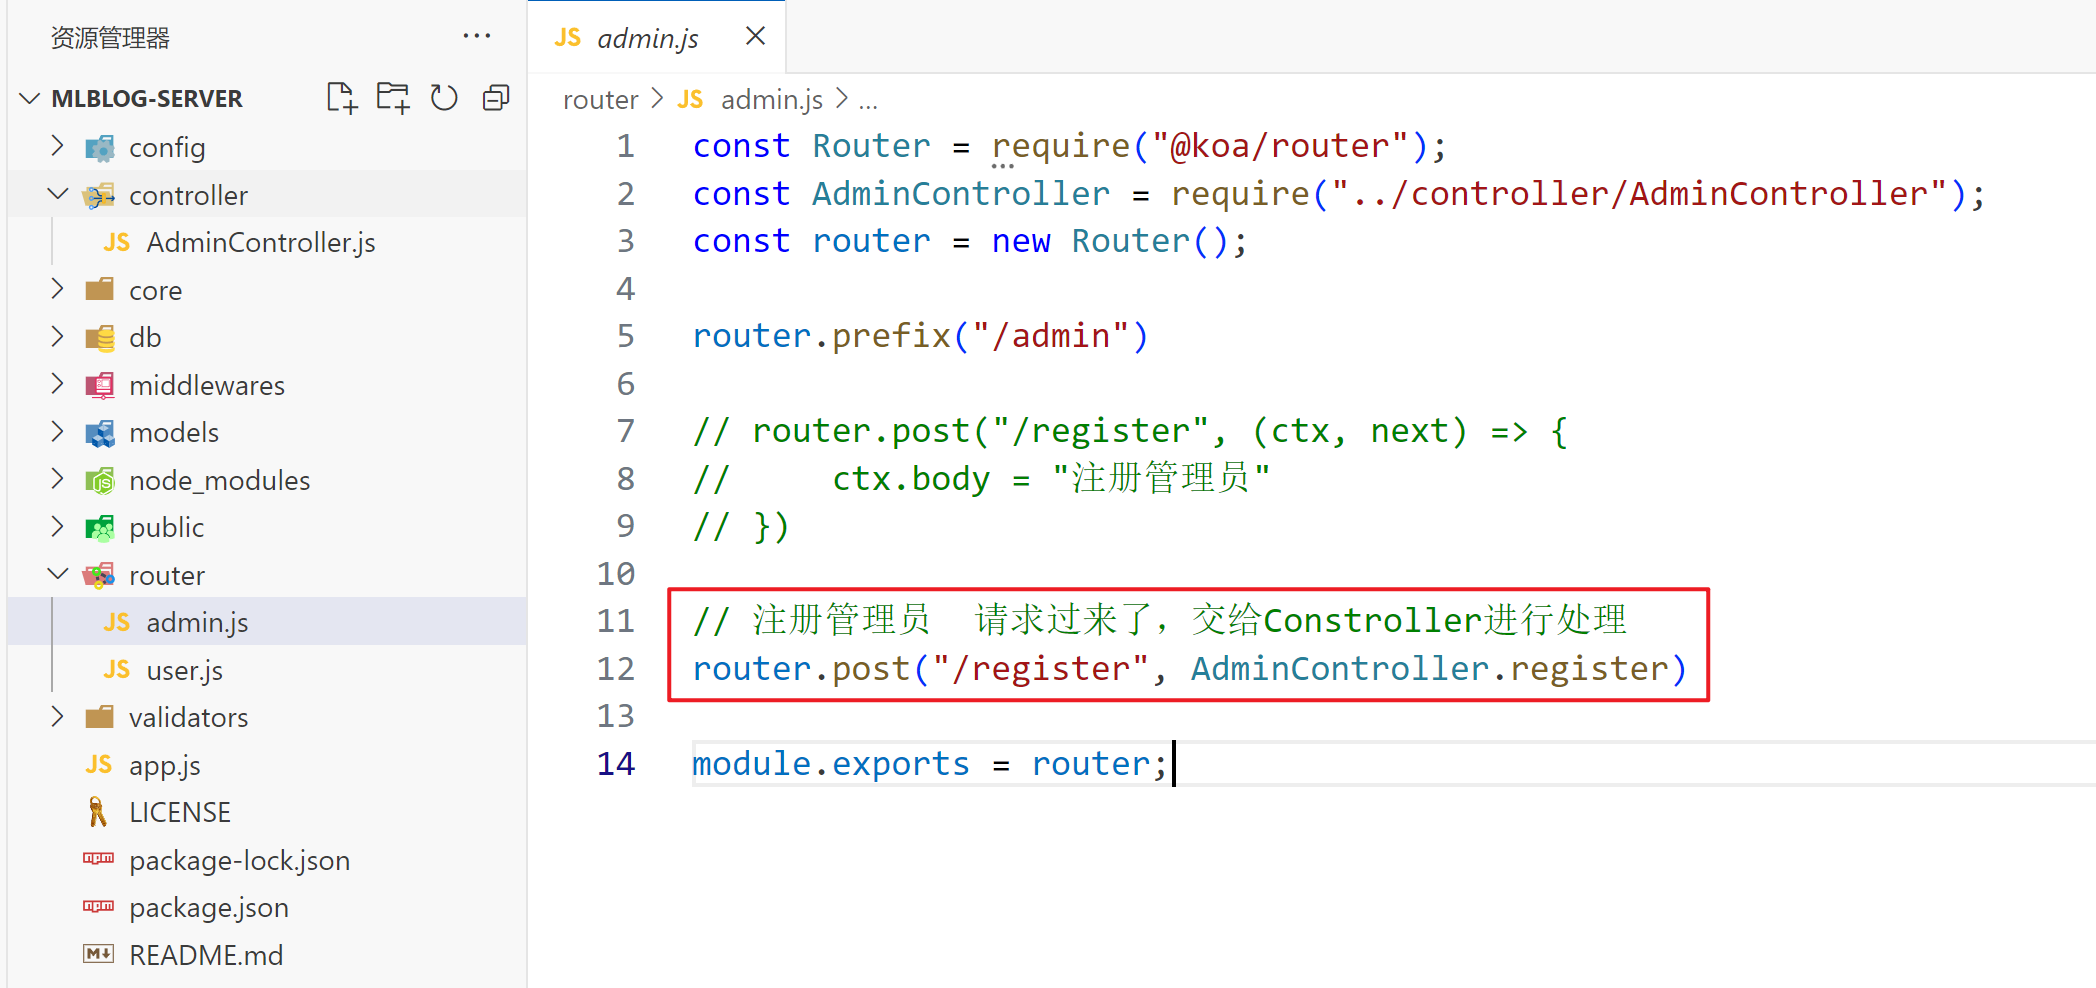 资源管理器
···
MLBLOG-SERVER
config
controller
JS AdminController.js
core
db
middlewares
models
node_modules
public
router
JS admin.js
JS user.js
validators
JS app.js
LICENSE
package-lock.json
package.json
README.md
JS admin.js
router > JS admin.js > ...
1 const Router = require("@koa/router");
2 const AdminController = require("../controller/AdminController");
3 const router = new Router();
4
5 router.prefix("/admin")
6
7 // router.post("/register", (ctx, next) => {
8 //     ctx.body = "注册管理员"
9 // })
10
11 // 注册管理员  请求过来了，交给Constroller进行处理
12 router.post("/register", AdminController.register)
13
14 module.exports = router;